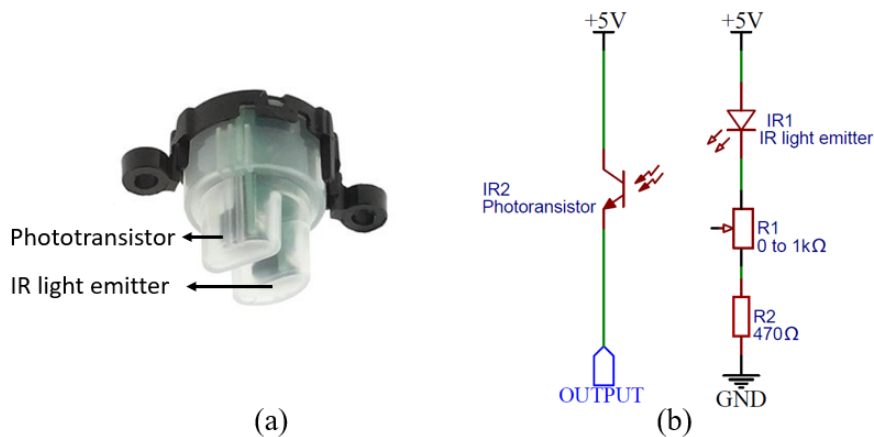 Phototransistor
IR light emitter
(a)
+5V
+5V
IR1
IR light emitter
IR2
Photoransistor
R1
0 to 1kΩ
R2
470Ω
OUTPUT
GND
(b)